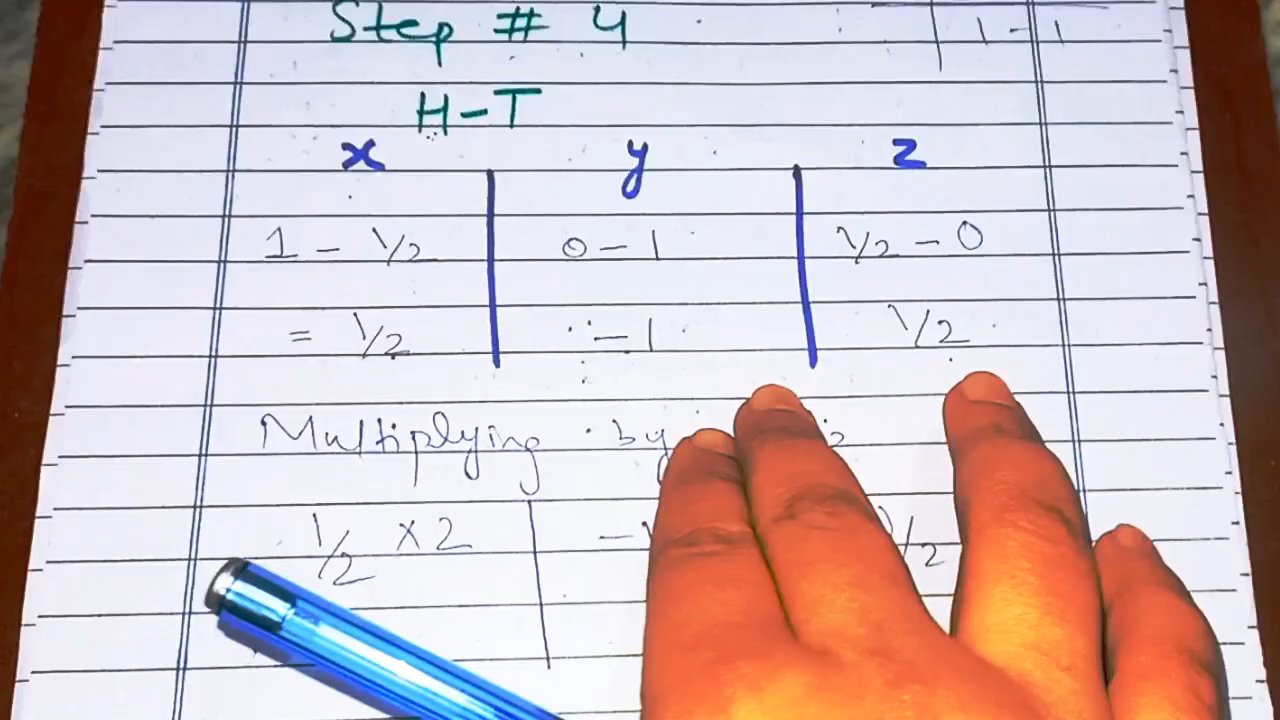 Step # 4 1 - 1
H-T
x y z
1 - 1/2 0 - 1 1/2 - 0
= 1/2 -1 1/2
Multiplying by 2
1/2 × 2 1/2